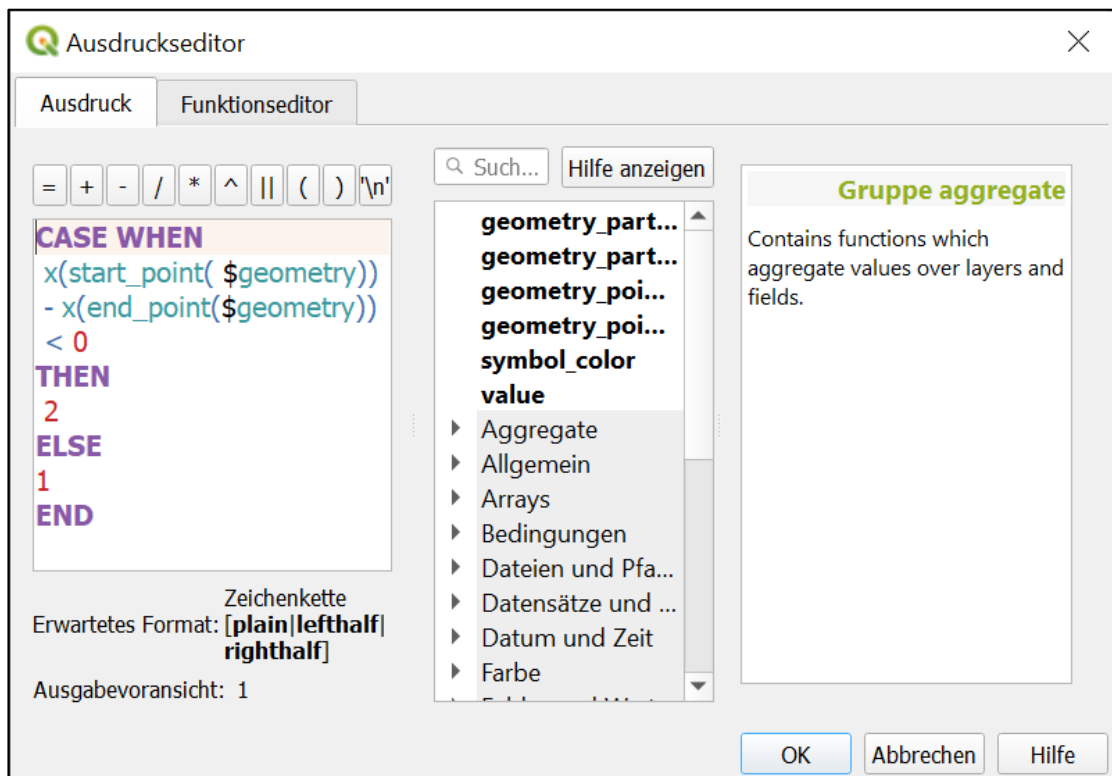 Ausdruckseditor
Ausdruck
Funktionseditor
= + - / * ^ || ( ) '\n'
CASE WHEN
x(start_point( $geometry))
- x(end_point($geometry))
< 0
THEN
2
ELSE
1
END
Zeichenkette
Erwartetes Format: [plain|lefthalf|
righthalf]
Ausgabevoransicht: 1
Such...
Hilfe anzeigen
geometry_part...
geometry_part...
geometry_poi...
geometry_poi...
symbol_color
value
Aggregate
Allgemein
Arrays
Bedingungen
Dateien und Pfa...
Datensätze und ...
Datum und Zeit
Farbe
Gruppe aggregate
Contains functions which
aggregate values over layers and
fields.
OK
Abbrechen
Hilfe